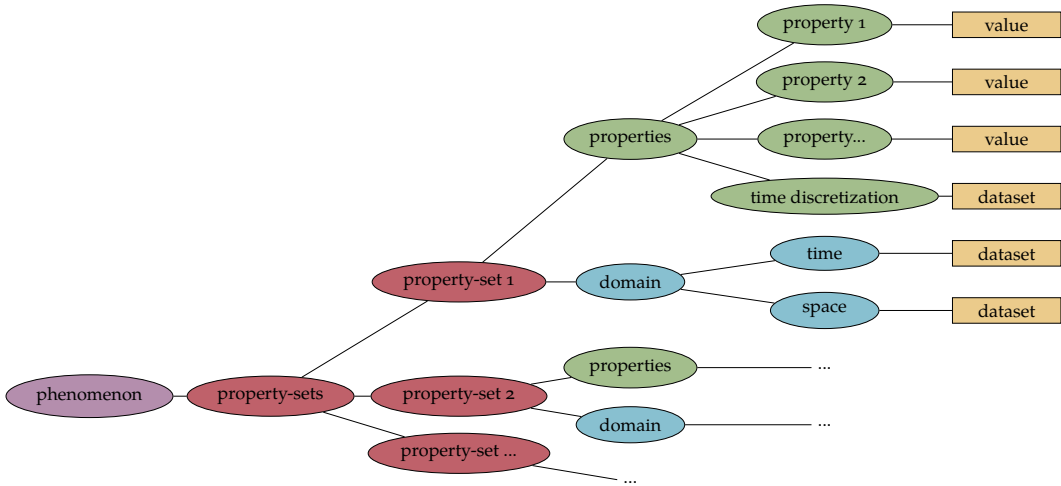 property 1
value
property 2
value
properties
property...
value
time discretization
dataset
time
dataset
property-set 1
domain
space
dataset
properties
...
phenomenon
property-sets
property-set 2
domain
...
property-set ...
...